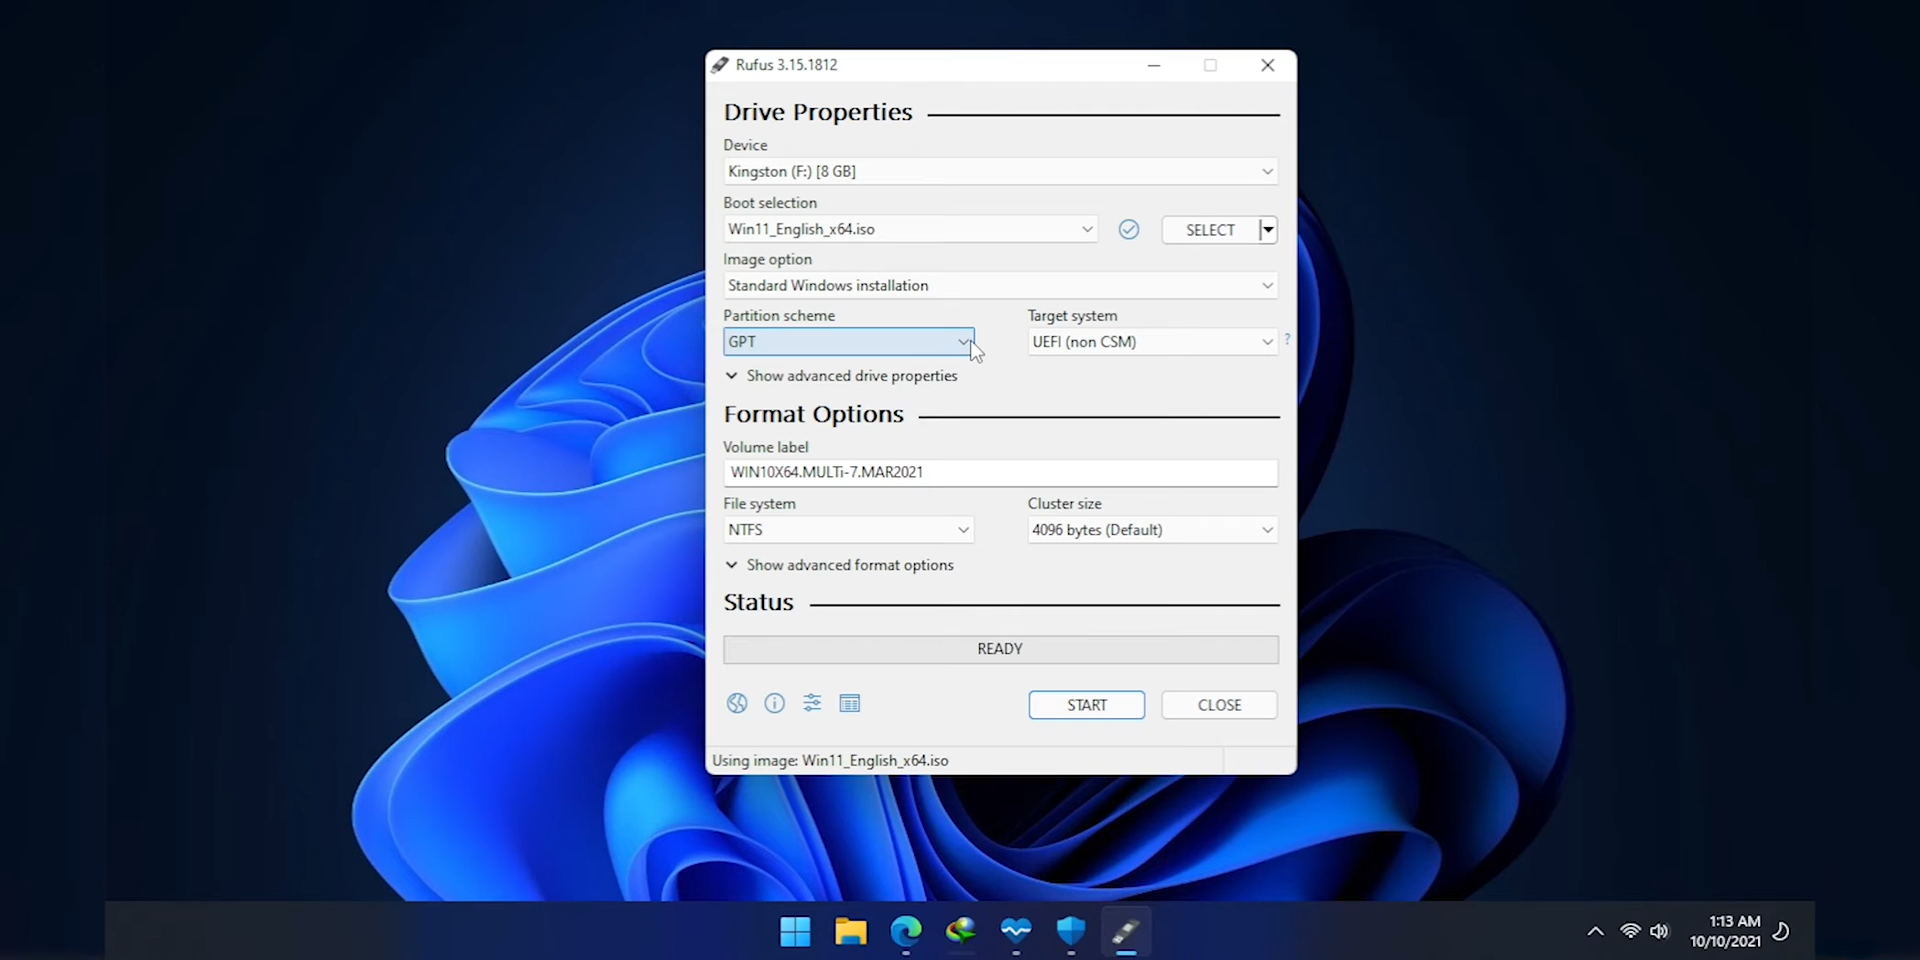 Rufus 3.15.1812
Drive Properties
Device
Kingston (F:) [8 GB]
Boot selection
Win11_English_x64.iso
SELECT
Image option
Standard Windows installation
Partition scheme
Target system
GPT
UEFI (non CSM)
?
Show advanced drive properties
Format Options
Volume label
WIN10X64.MULTi-7.MAR2021
File system
Cluster size
NTFS
4096 bytes (Default)
Show advanced format options
Status
READY
START
CLOSE
Using image: Win11_English_x64.iso
1:13 AM
10/10/2021